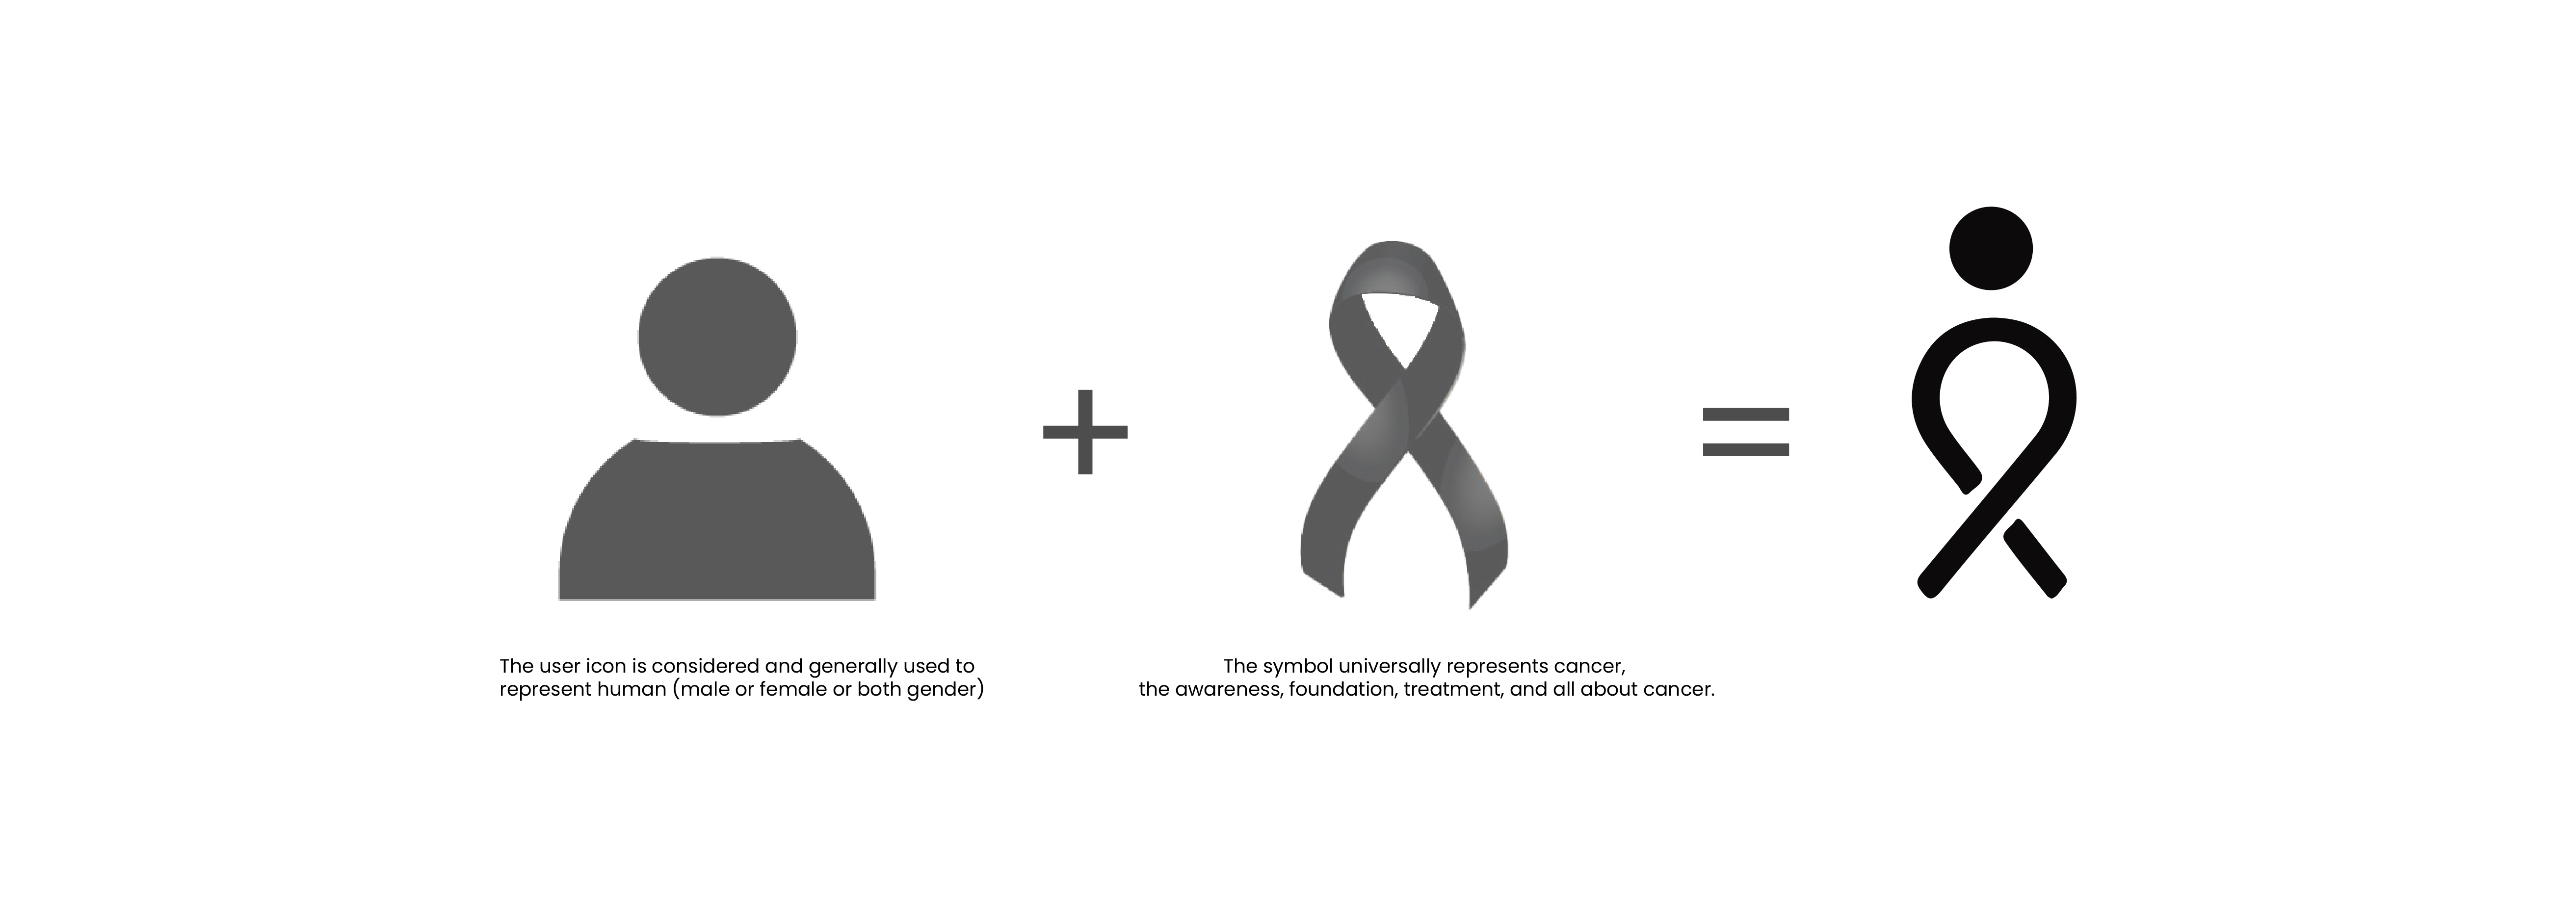 The user icon is considered and generally used to
represent human (male or female or both gender)
The symbol universally represents cancer,
the awareness, foundation, treatment, and all about cancer.